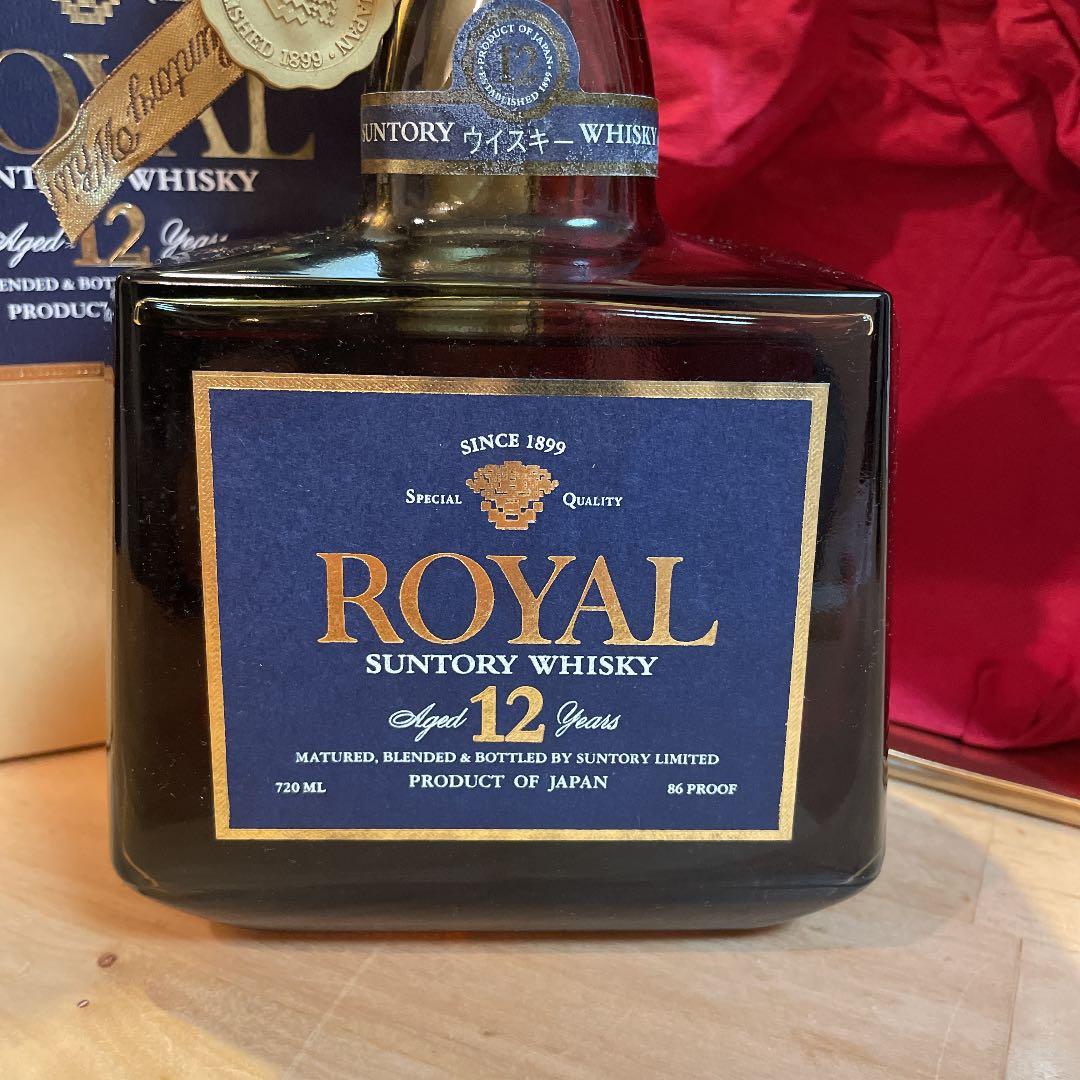 JAPAN
ESTABLISHED 1899
Suntory Royal
ROYAL
WHISKY
Aged 12 Years
PRODUCT
PRODUCT OF JAPAN
12
ESTABLISHED 1899
SUNTORY ウイスキー WHISKY
SINCE 1899
SPECIAL QUALITY
ROYAL
SUNTORY WHISKY
Aged 12 Years
MATURED, BLENDED & BOTTLED BY SUNTORY LIMITED
PRODUCT OF JAPAN
720 ML 86 PROOF